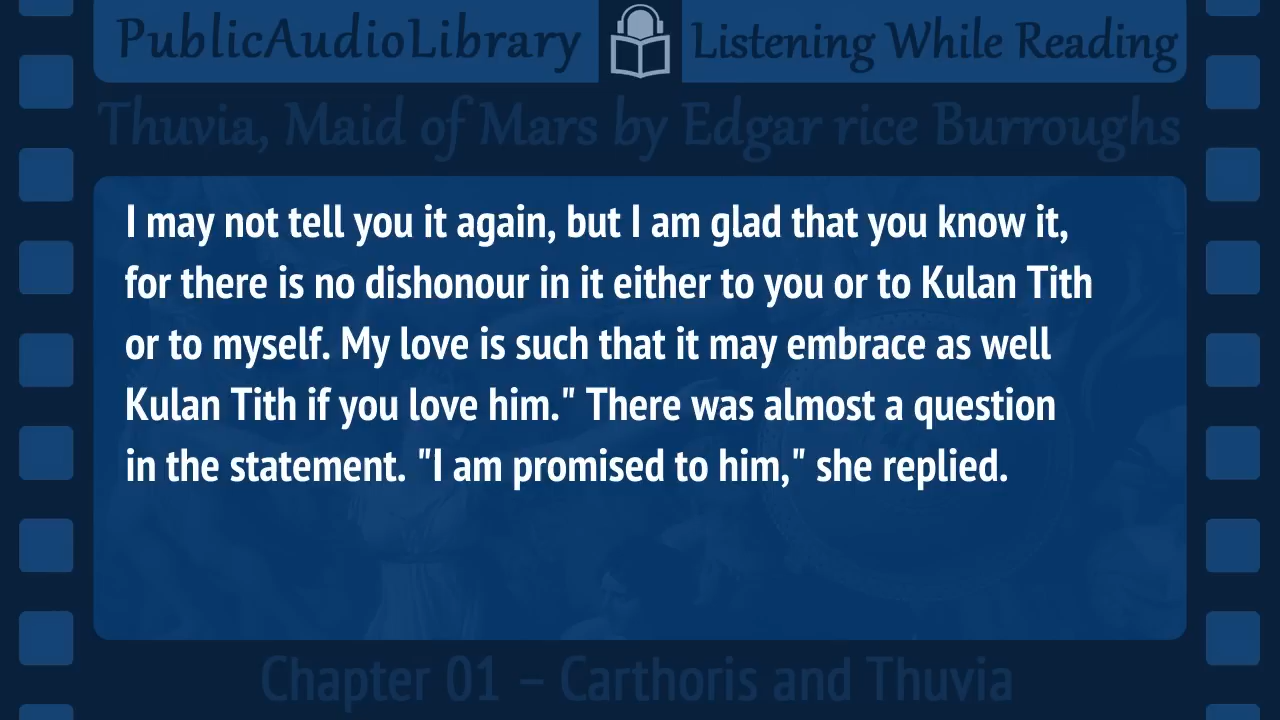 PublicAudioLibrary Listening While Reading
Thuvia, Maid of Mars by Edgar rice Burroughs
I may not tell you it again, but I am glad that you know it,
for there is no dishonour in it either to you or to Kulan Tith
or to myself. My love is such that it may embrace as well
Kulan Tith if you love him." There was almost a question
in the statement. "I am promised to him," she replied.
Chapter 01 – Carthoris and Thuvia